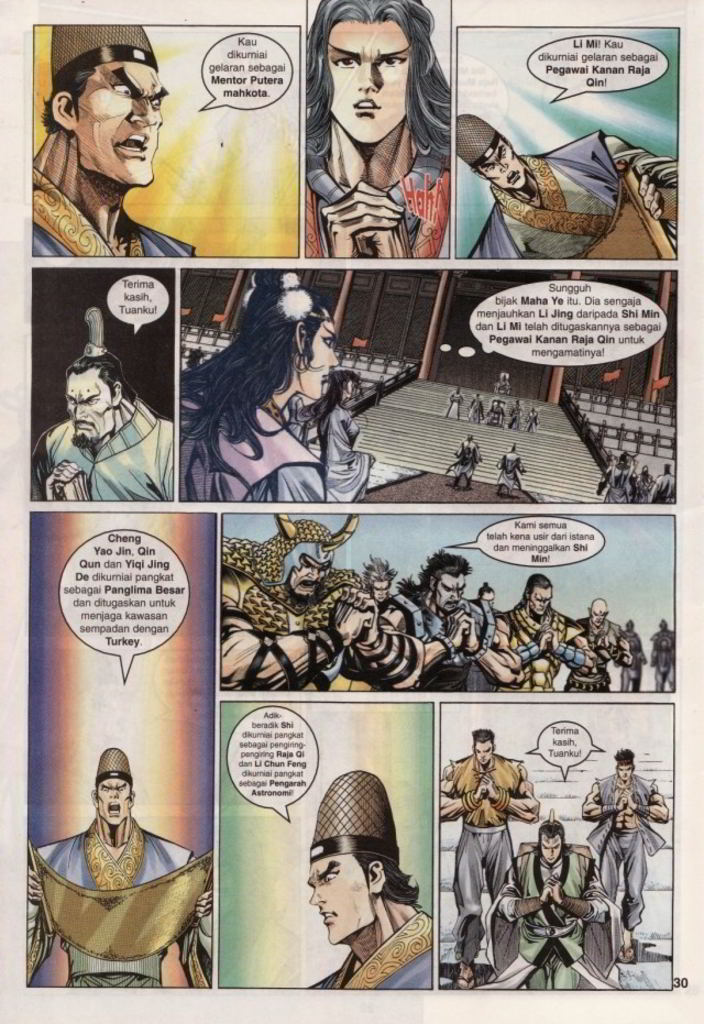 Kau
dikurniai
gelaran sebagai
Mentor Putera
mahkota.
Hah!
Li Mi! Kau
dikurniai gelaran sebagai
Pegawai Kanan Raja
Qin!
Terima
kasih,
Tuanku!
Sungguh
bijak Maha Ye itu. Dia sengaja
menjauhkan Li Jing daripada Shi Min
dan Li Mi telah ditugaskannya sebagai
Pegawai Kanan Raja Qin untuk
mengamatinya!
Cheng
Yao Jin, Qin
Qun dan Yiqi Jing
De dikurniai pangkat
sebagai Panglima Besar
dan ditugaskan untuk
menjaga kawasan
sempadan dengan
Turkey.
Kami semua
telah kena usir dari istana
dan meninggalkan Shi
Min!
Adik-
beradik Shi
dikurniai pangkat
sebagai pengiring-
pengiring Raja Qi
dan Li Chun Feng
dikurniai pangkat
sebagai Pengarah
Astronomi!
Terima
kasih,
Tuanku!
30